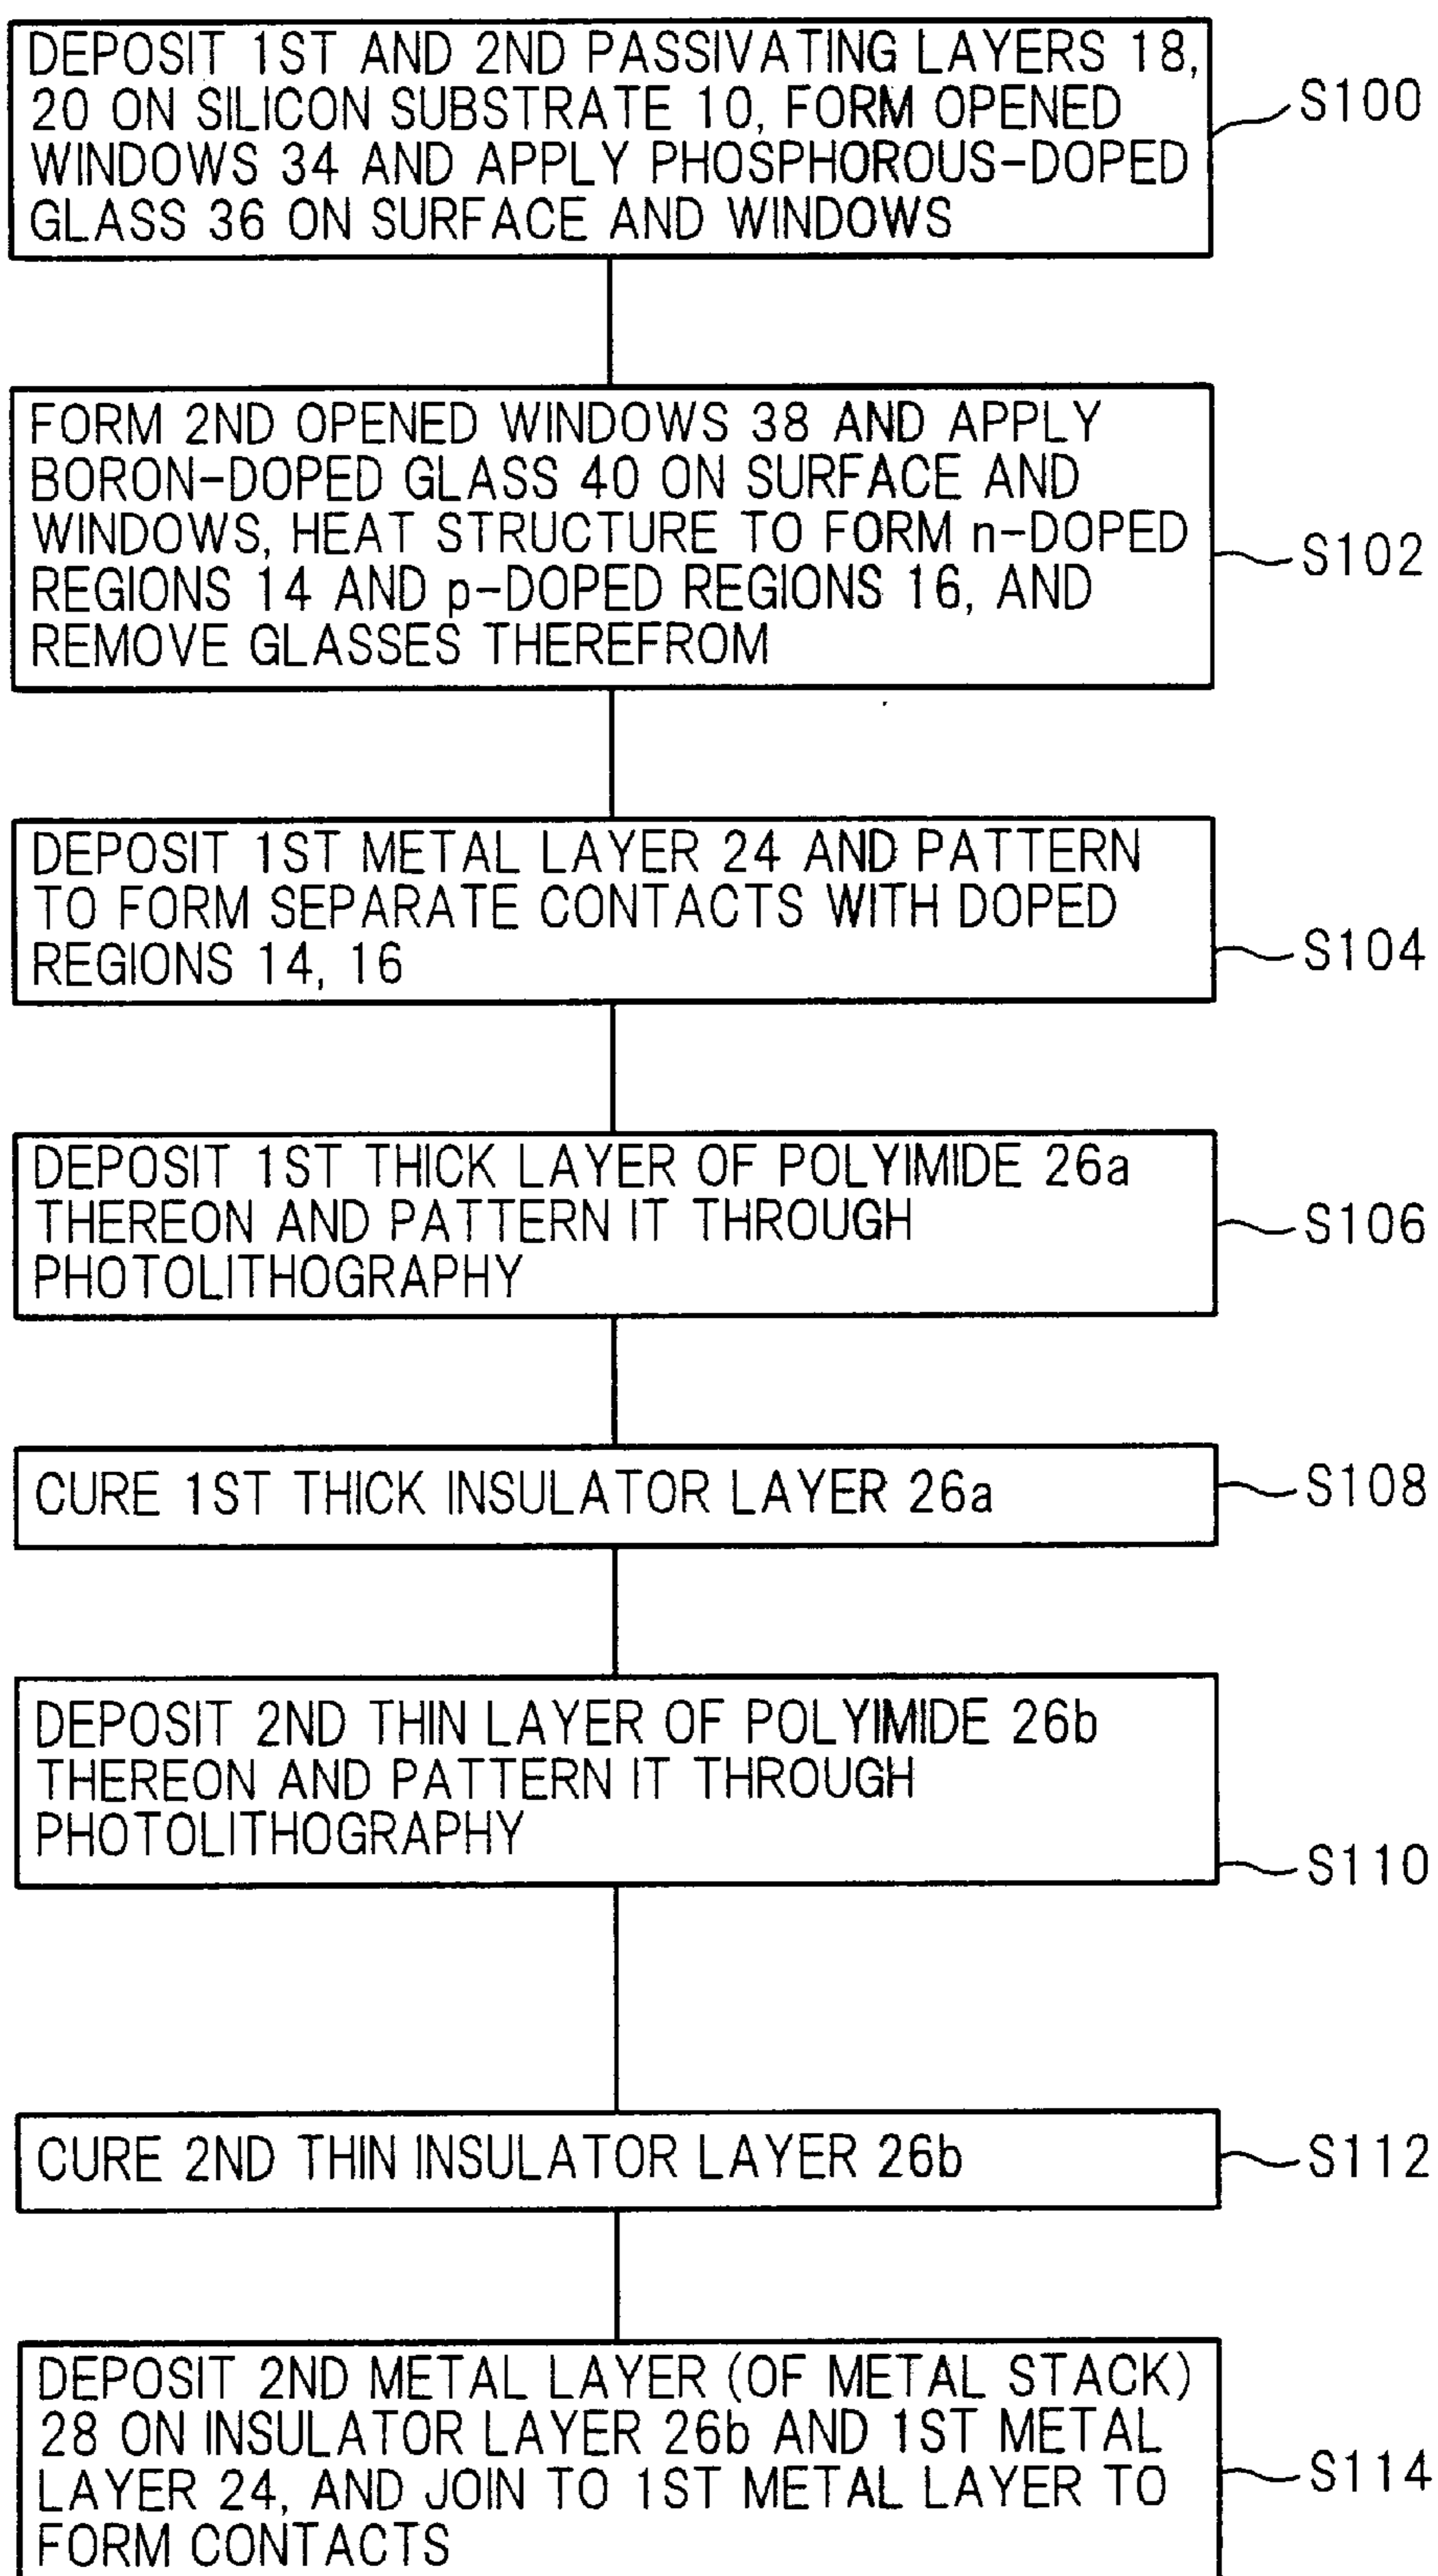 DEPOSIT 1ST AND 2ND PASSIVATING LAYERS 18,
20 ON SILICON SUBSTRATE 10, FORM OPENED
WINDOWS 34 AND APPLY PHOSPHOROUS-DOPED
GLASS 36 ON SURFACE AND WINDOWS
S100
FORM 2ND OPENED WINDOWS 38 AND APPLY
BORON-DOPED GLASS 40 ON SURFACE AND
WINDOWS, HEAT STRUCTURE TO FORM n-DOPED
REGIONS 14 AND p-DOPED REGIONS 16, AND
REMOVE GLASSES THEREFROM
S102
DEPOSIT 1ST METAL LAYER 24 AND PATTERN
TO FORM SEPARATE CONTACTS WITH DOPED
REGIONS 14, 16
S104
DEPOSIT 1ST THICK LAYER OF POLYIMIDE 26a
THEREON AND PATTERN IT THROUGH
PHOTOLITHOGRAPHY
S106
CURE 1ST THICK INSULATOR LAYER 26a
S108
DEPOSIT 2ND THIN LAYER OF POLYIMIDE 26b
THEREON AND PATTERN IT THROUGH
PHOTOLITHOGRAPHY
S110
CURE 2ND THIN INSULATOR LAYER 26b
S112
DEPOSIT 2ND METAL LAYER (OF METAL STACK)
28 ON INSULATOR LAYER 26b AND 1ST METAL
LAYER 24, AND JOIN TO 1ST METAL LAYER TO
FORM CONTACTS
S114